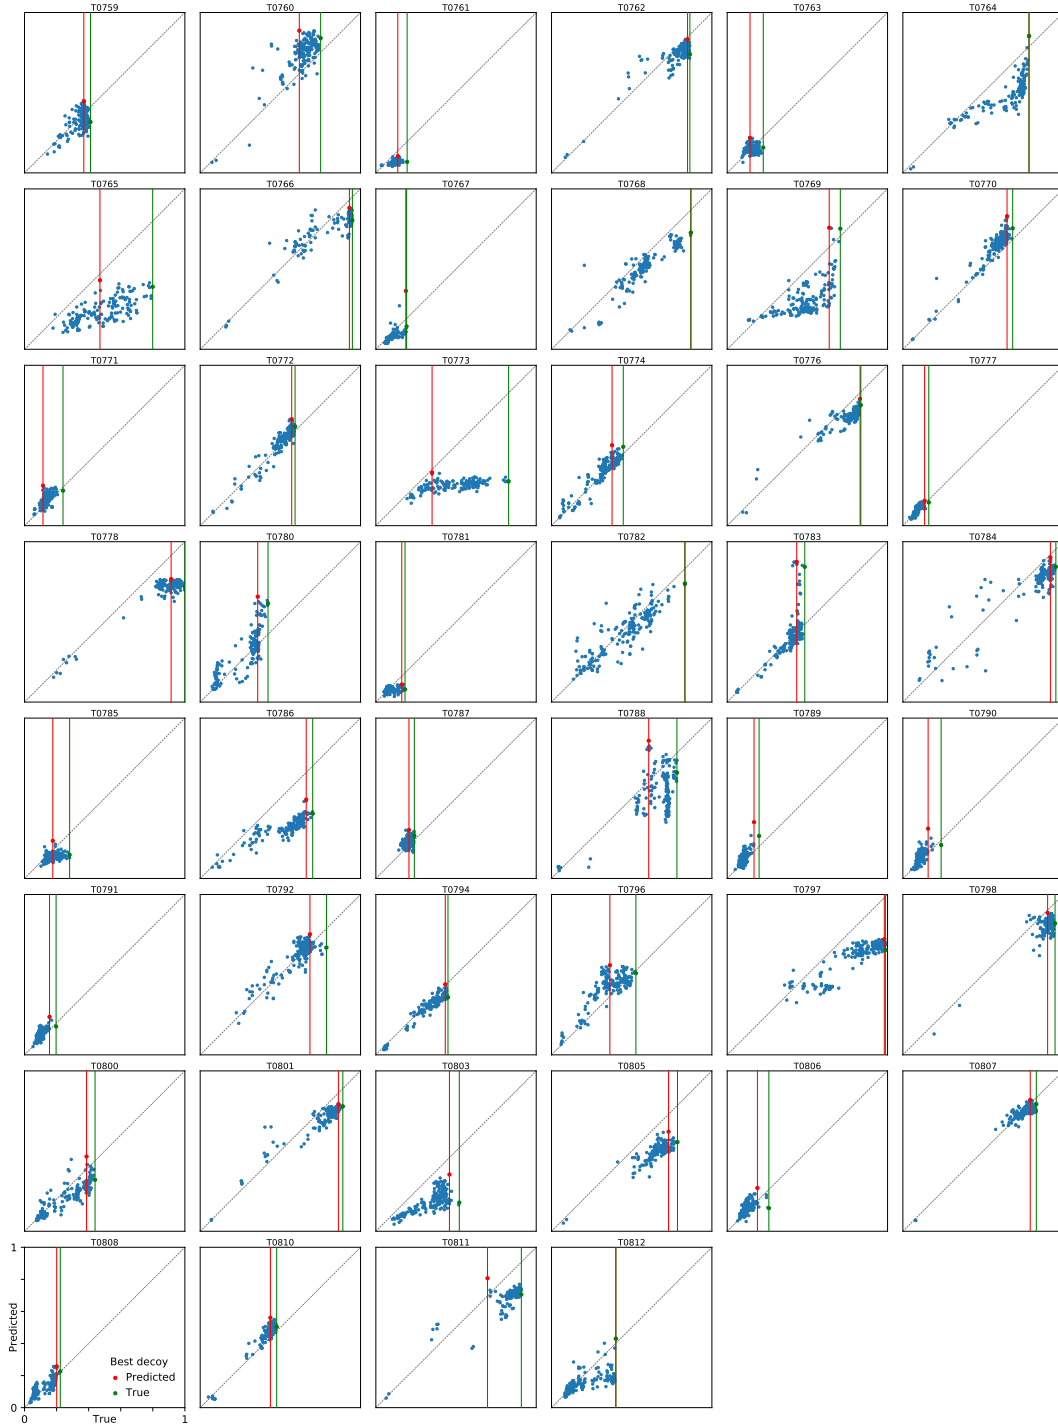 T0759 T0760 T0761 T0762 T0763 T0764
T0765 T0766 T0767 T0768 T0769 T0770
T0771 T0772 T0773 T0774 T0776 T0777
T0778 T0780 T0781 T0782 T0783 T0784
T0785 T0786 T0787 T0788 T0789 T0790
T0791 T0792 T0794 T0796 T0797 T0798
T0800 T0801 T0803 T0805 T0806 T0807
T0808 T0810 T0811 T0812
1
Predicted
Best decoy
Predicted
True
0
0 True 1